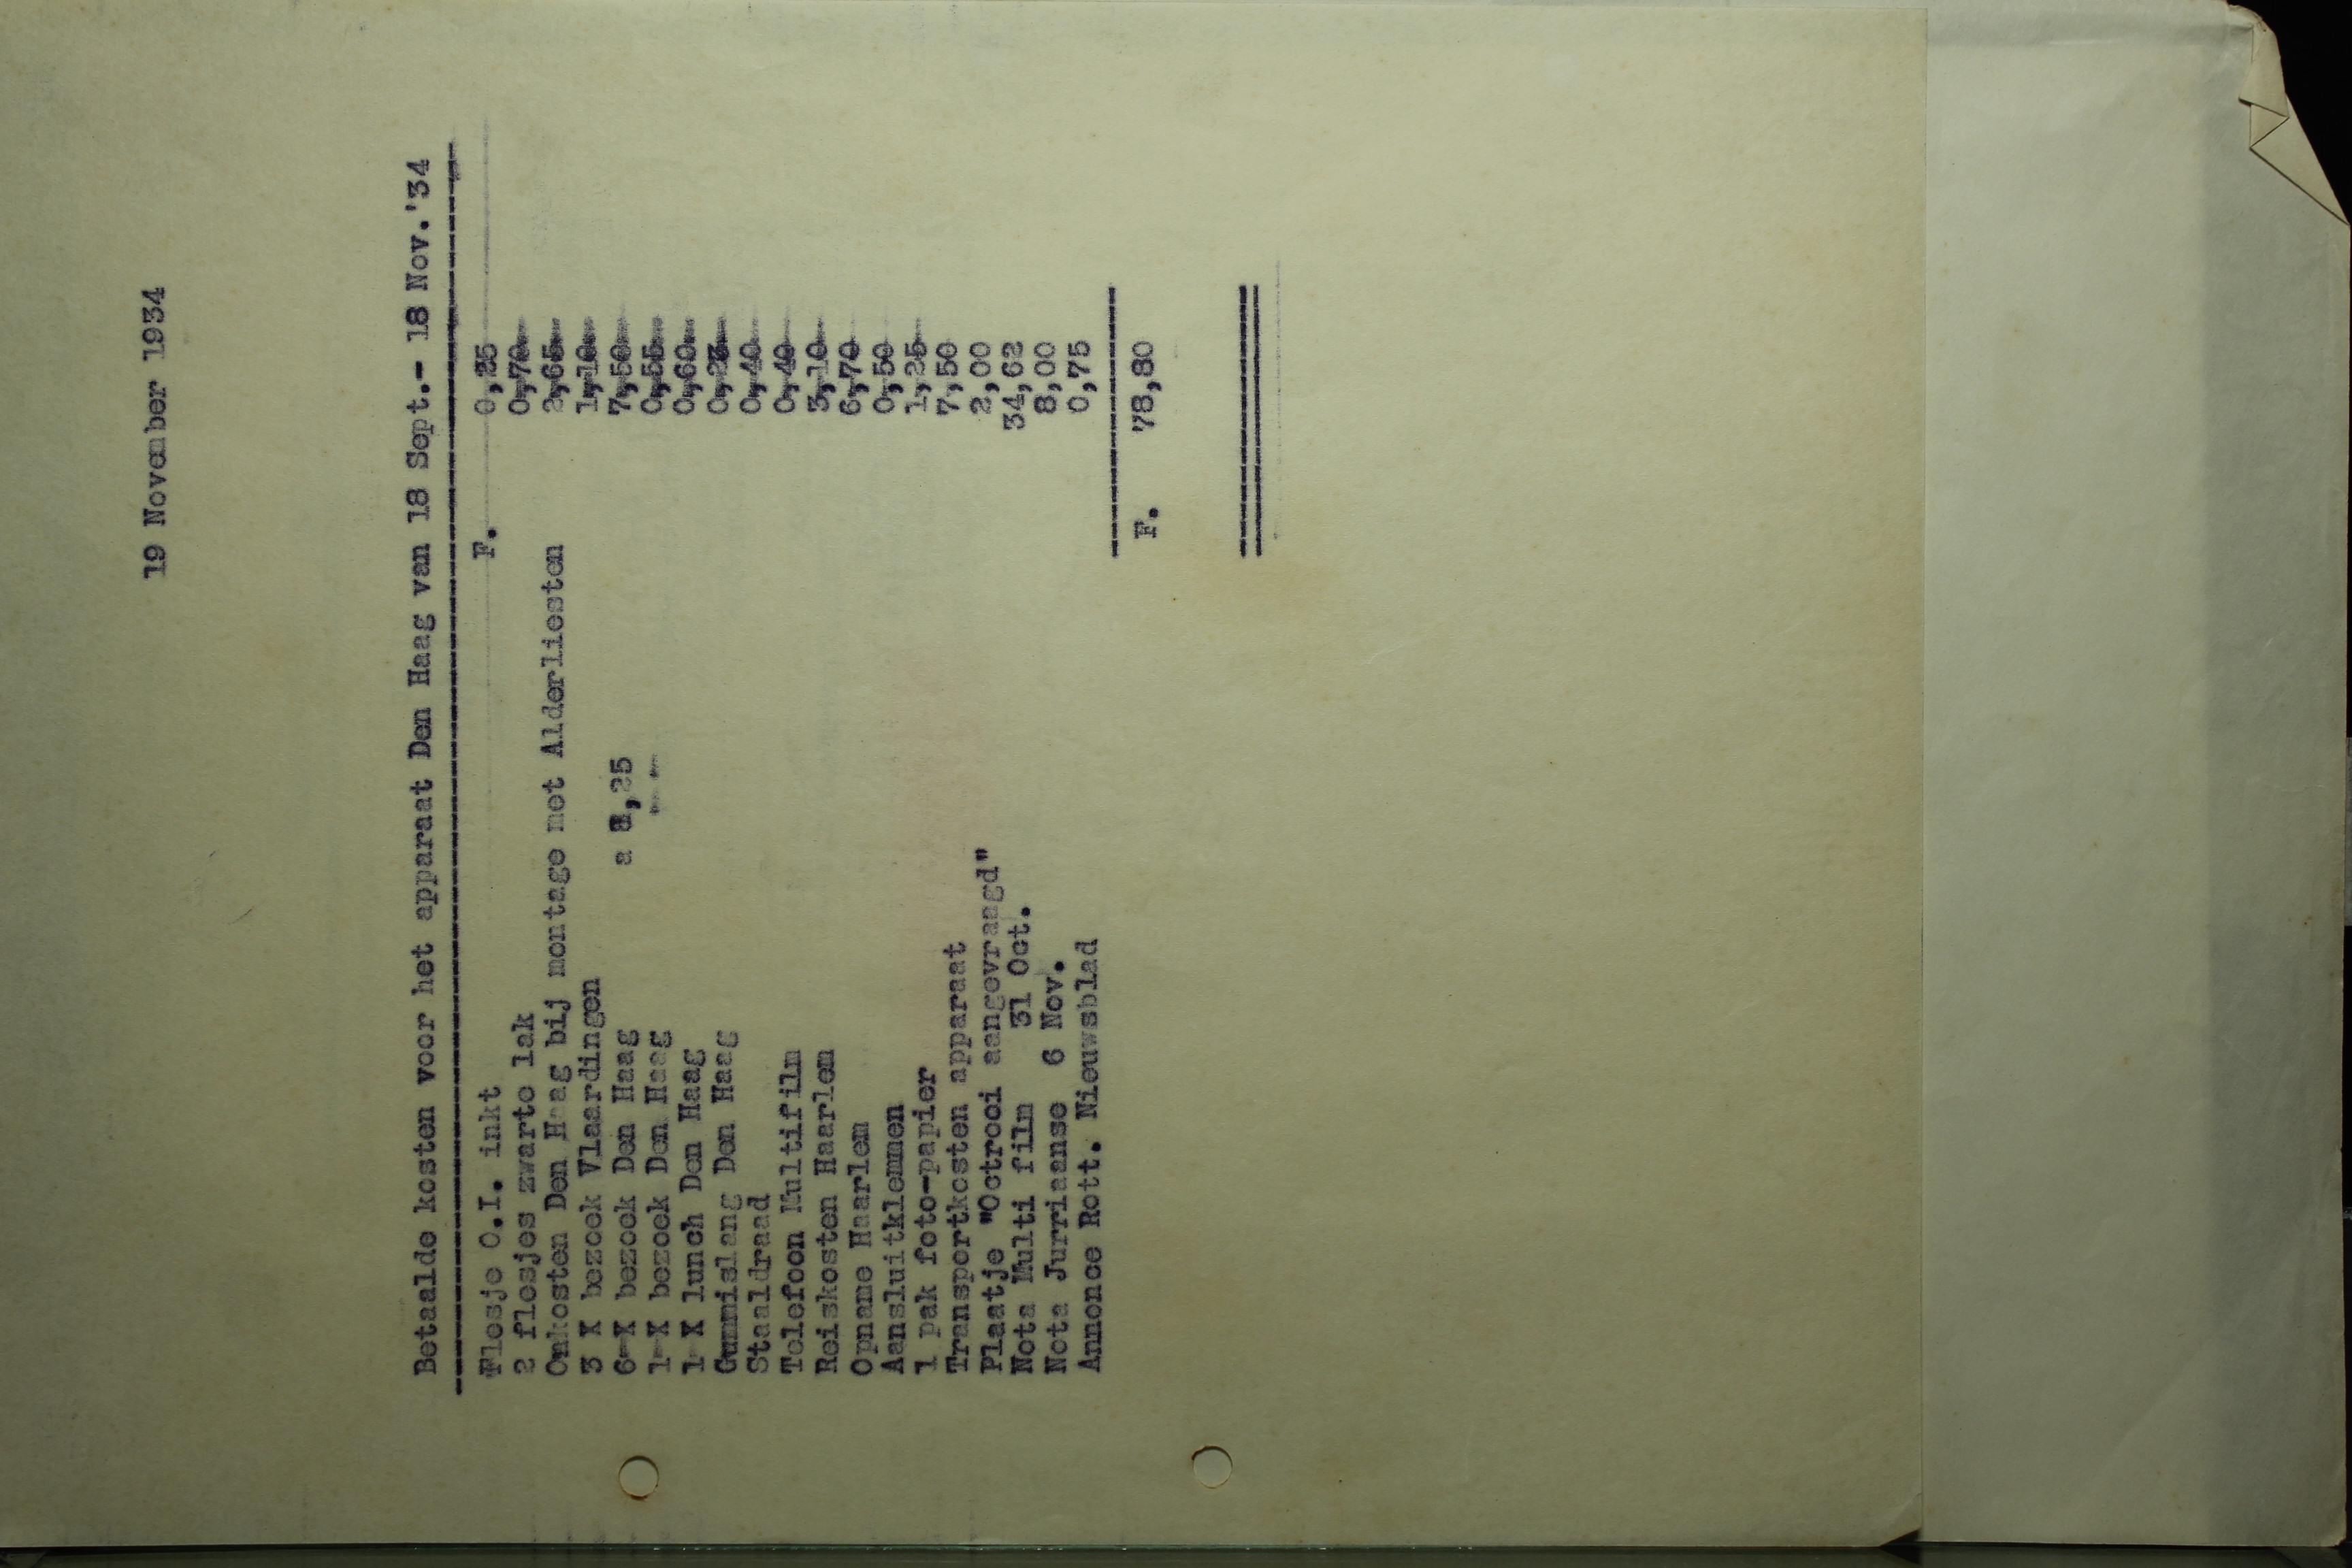 19 November 1934
Betaalde kosten voor het apparaat Den Haag van 18 Sept.- 18 Nov.'34
Flesje O.I. inkt F. 0,25
2 flesjes zwarte lak 0,70
Onkosten Den Haag bij montage met Alderliesten 2,65
3 X bezoek Vlaardingen 1,10
6 X bezoek Den Haag a 1,25 7,50
1 X bezoek Den Haag " " 0,55
1 X lunch Den Haag 0,60
Gummislang Den Haag 0,23
Staaldraad 0,40
Telefoon Multifilm 0,40
Reiskosten Haarlem 3,10
Opname Haarlem 6,70
Aansluitklemmen 0,50
1 pak foto-papier 1,25
Transportkosten apparaat 7,50
Plaatje "Octrooi aangevraagd" 2,00
Nota Multi film 31 Oct. 34,62
Nota Jurriaanse 6 Nov. 8,00
Annonce Rott. Nieuwsblad 0,75
F. 78,80